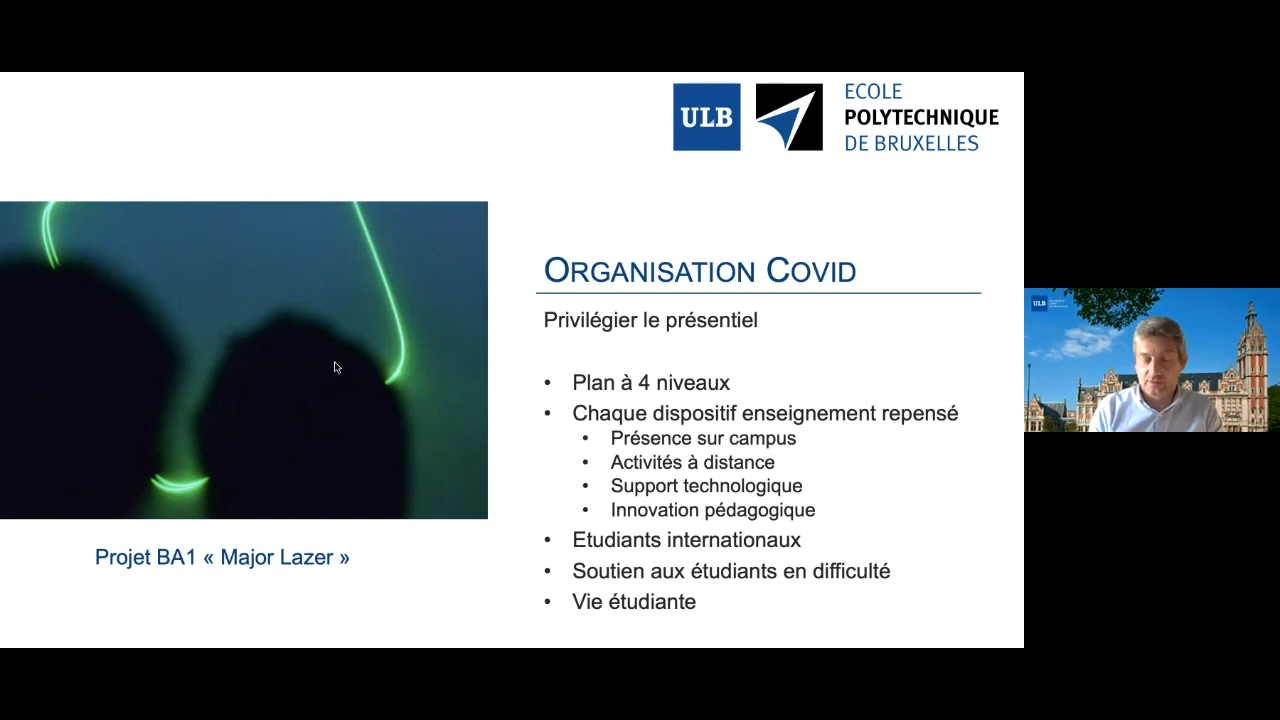 ULB
ECOLE
POLYTECHNIQUE
DE BRUXELLES
ORGANISATION COVID
Privilégier le présentiel
• Plan à 4 niveaux
• Chaque dispositif enseignement repensé
• Présence sur campus
• Activités à distance
• Support technologique
• Innovation pédagogique
• Etudiants internationaux
• Soutien aux étudiants en difficulté
• Vie étudiante
Projet BA1 « Major Lazer »
ULB